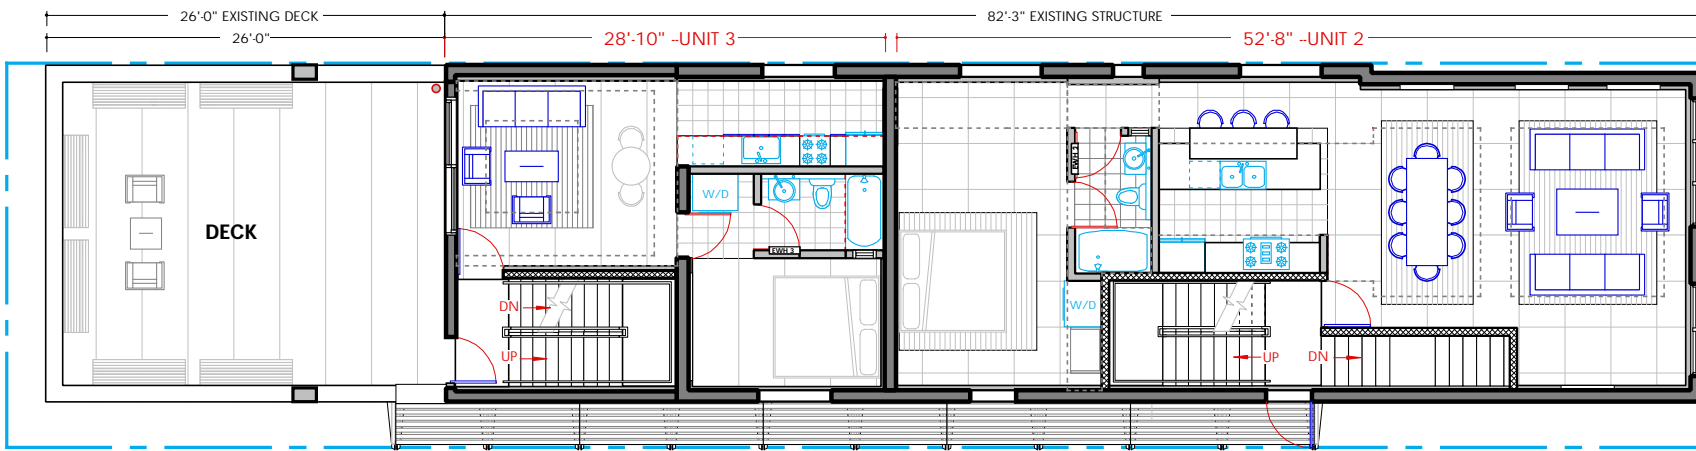 26'-0" EXISTING DECK
82'-3" EXISTING STRUCTURE
26'-0"
28'-10" --UNIT 3
52'-8" --UNIT 2
W/D
EWH 3
DECK
DN
UP
W/D
UP
DN